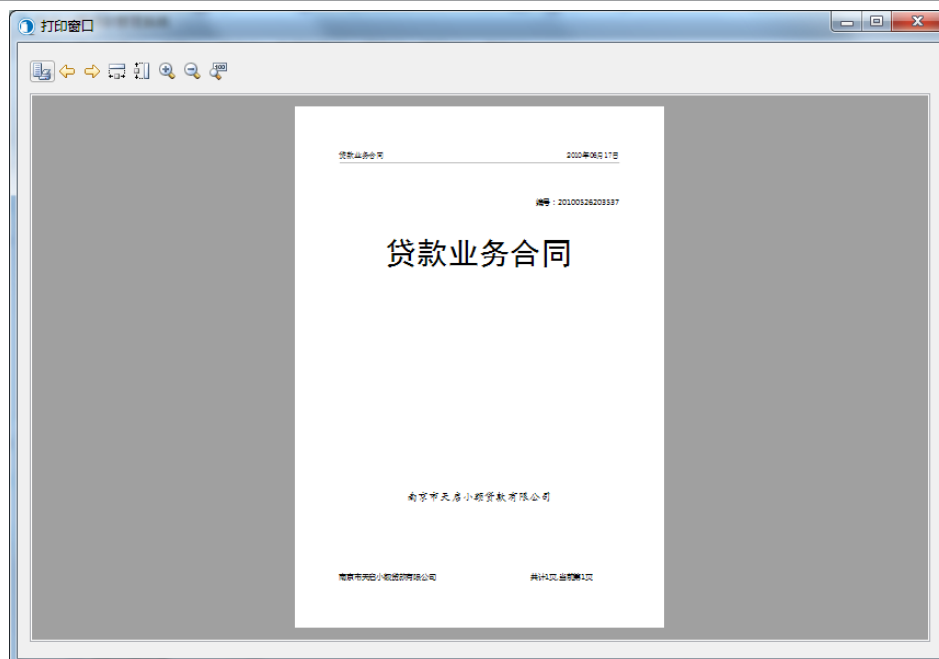 打印窗口
贷款业务合同
2010年06月17日
编号：20100526203537
贷款业务合同
南京市天启小额贷款有限公司
南京市天启小额贷款有限公司
共计1页,当前第1页